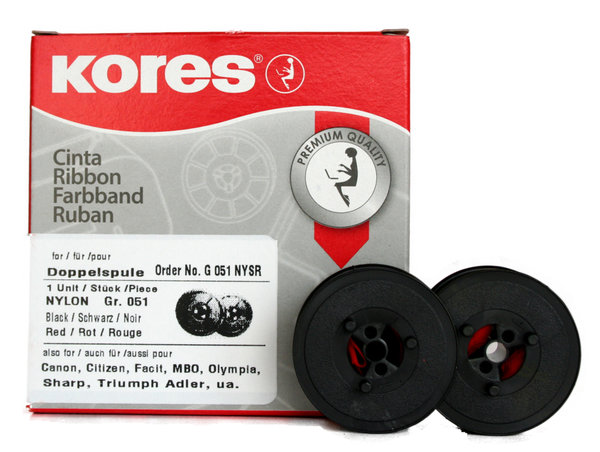 Kores®
Cinta
Ribbon
Farbband
Ruban
PREMIUM QUALITY
for / für /pour
Doppelspule Order No. G 051 NYSR
1 Unit / Stück /Piece
NYLON Gr. 051
Black / Schwarz / Noir
Red / Rot / Rouge
also for / auch für /aussi pour
Canon, Citizen, Facit, MBO, Olympia,
Sharp, Triumph Adler, ua.